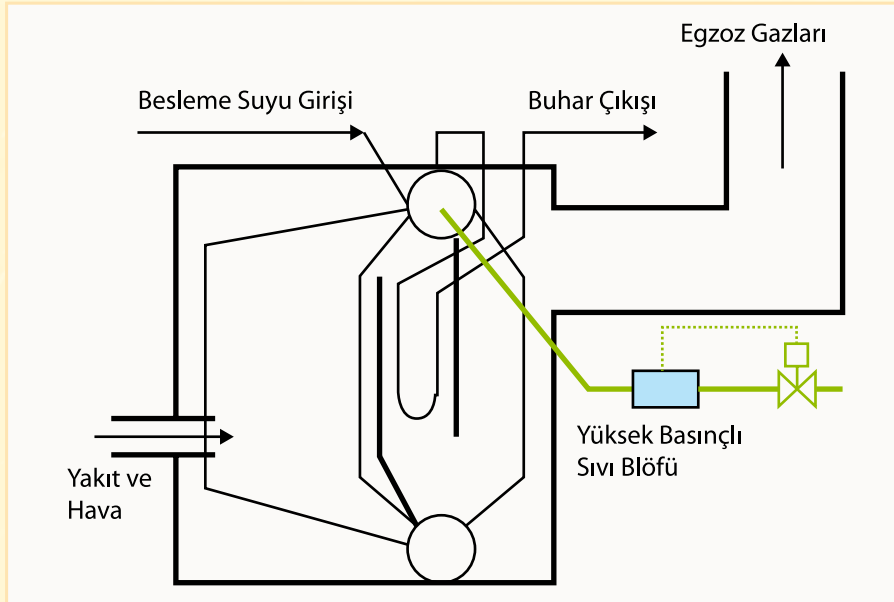 Egzoz Gazları
Besleme Suyu Girişi
Buhar Çıkışı
Yüksek Basınçlı
Sıvı Blöfü
Yakıt ve
Hava